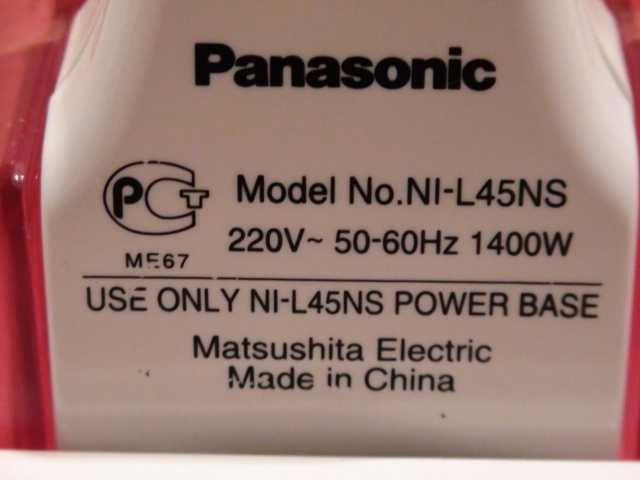 Panasonic
PCT
ME67
Model No.NI-L45NS
220V~ 50-60Hz 1400W
USE ONLY NI-L45NS POWER BASE
Matsushita Electric
Made in China